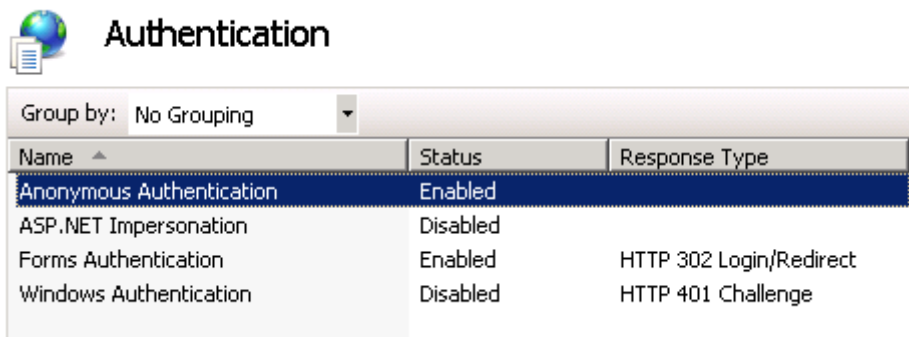 Authentication
Group by: No Grouping
Name Status Response Type
Anonymous Authentication Enabled
ASP.NET Impersonation Disabled
Forms Authentication Enabled HTTP 302 Login/Redirect
Windows Authentication Disabled HTTP 401 Challenge